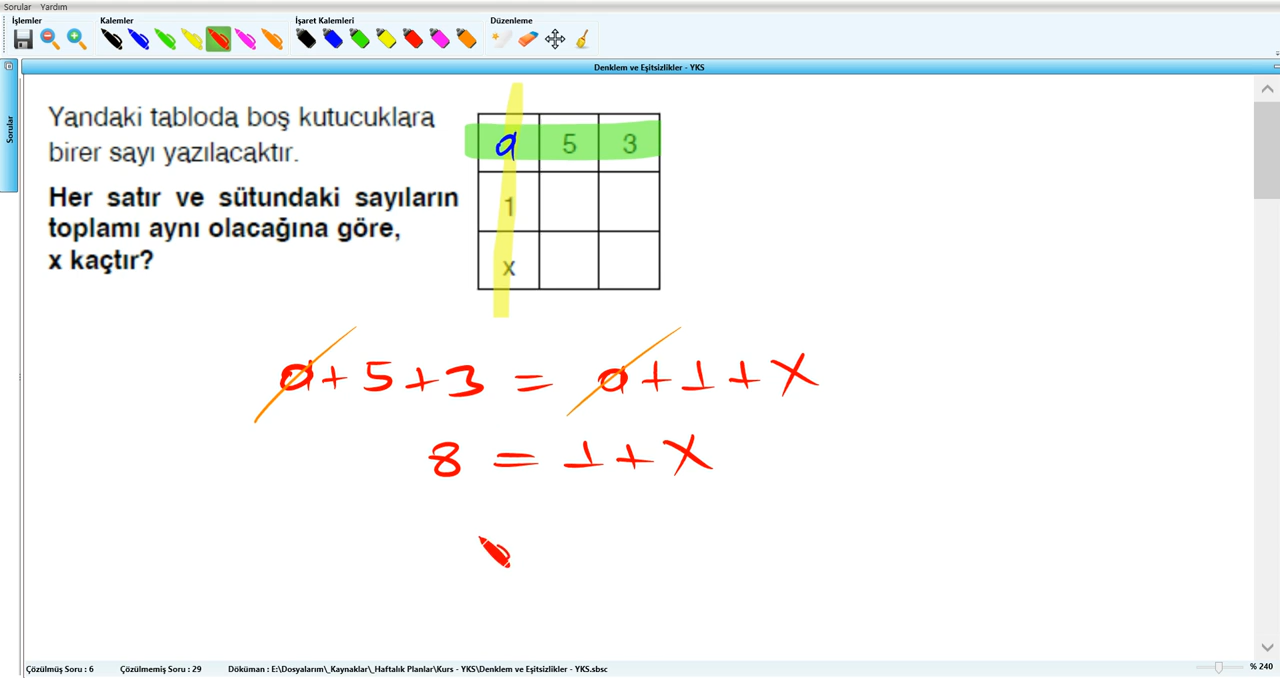 Sorular Yardım
İşlemler Kalemler İşaret Kalemleri Düzenleme
Denklem ve Eşitsizlikler - YKS
Sorular
Yandaki tabloda boş kutucuklara
birer sayı yazılacaktır.
Her satır ve sütundaki sayıların
toplamı aynı olacağına göre,
x kaçtır?
a 5 3
1
x
a + 5 + 3 = a + 1 + X
8 = 1 + X
Çözülmüş Soru : 6 Çözülmemiş Soru : 29 Döküman : E:\Dosyalarım\_Kaynaklar\_Haftalık Planlar\Kurs - YKS\Denklem ve Eşitsizlikler - YKS.sbsc % 240